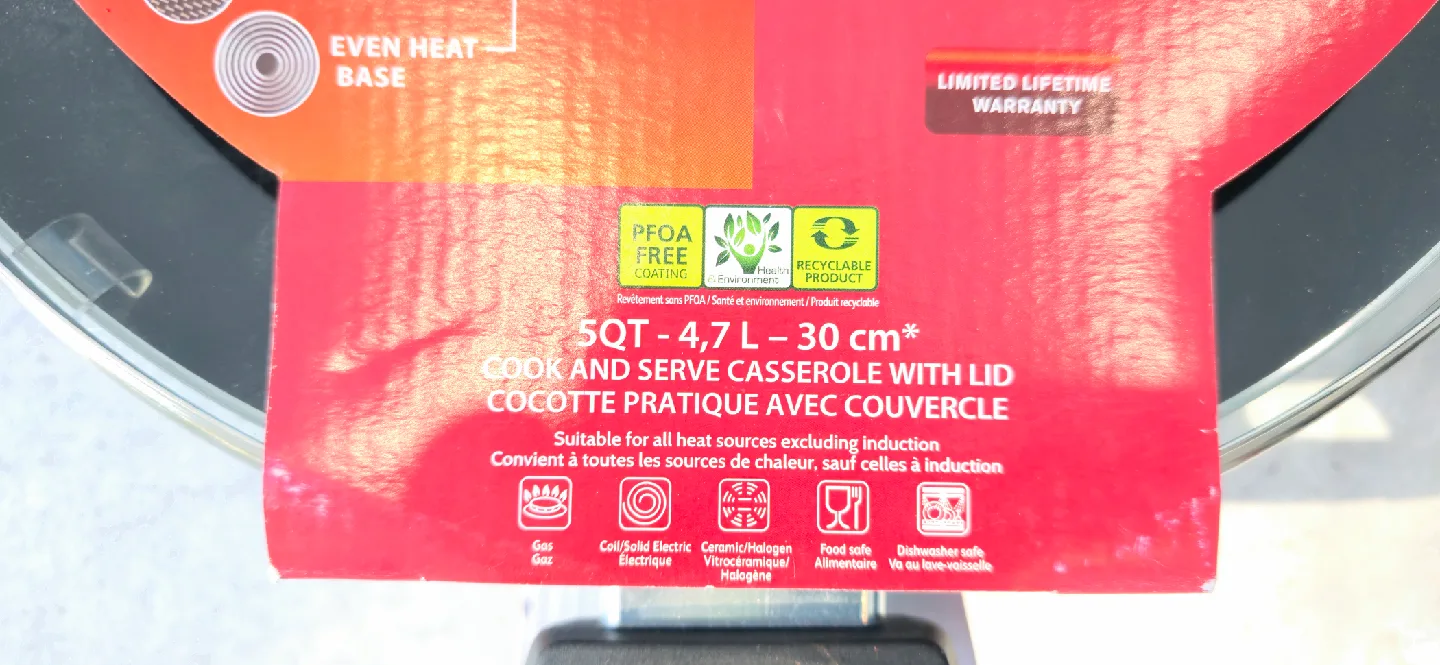 EVEN HEAT
BASE
LIMITED LIFETIME
WARRANTY
PFOA
FREE
COATING
Health
& Environment
RECYCLABLE
PRODUCT
Revêtement sans PFOA / Santé et environnement / Produit recyclable
5QT - 4,7 L – 30 cm*
COOK AND SERVE CASSEROLE WITH LID
COCOTTE PRATIQUE AVEC COUVERCLE
Suitable for all heat sources excluding induction
Convient à toutes les sources de chaleur, sauf celles à induction
Gas
Gaz
Coil/Solid Electric
Électrique
Ceramic/Halogen
Vitrocéramique/
Halogène
Food safe
Alimentaire
Dishwasher safe
Va au lave-vaisselle